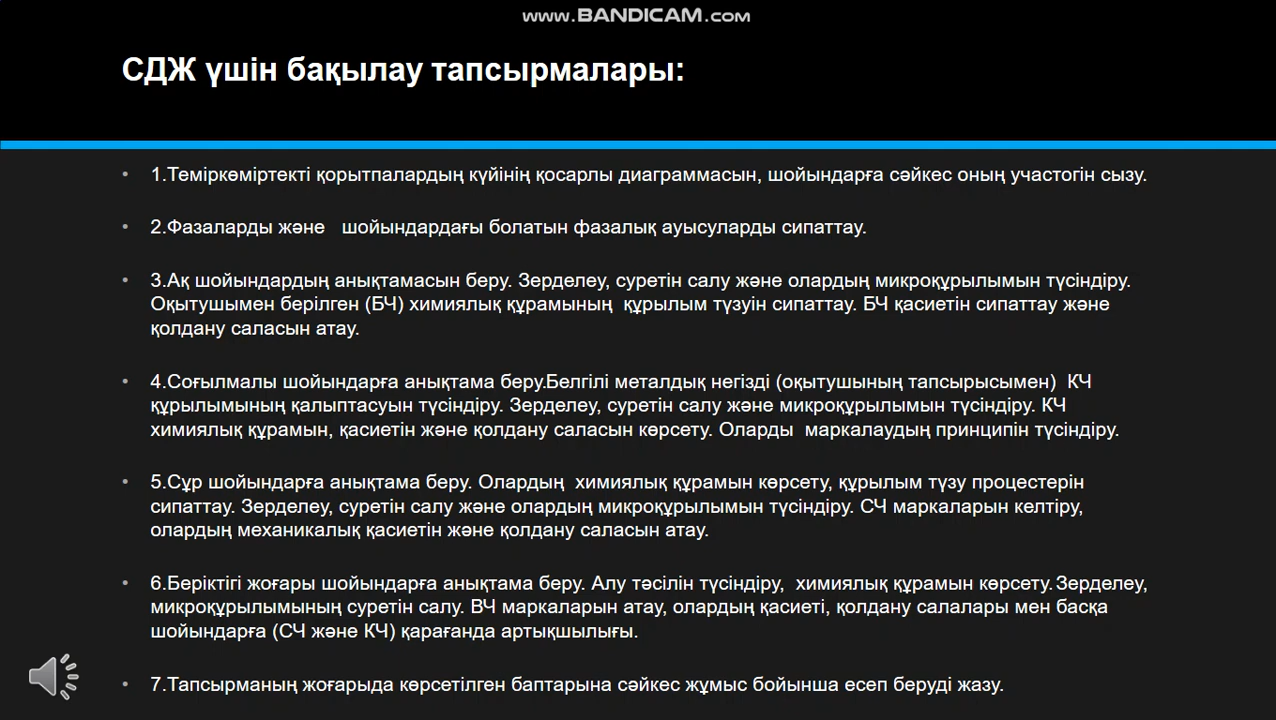 www.BANDICAM.com
СДЖ үшін бақылау тапсырмалары:
• 1.Теміркөміртекті қорытпалардың күйінің қосарлы диаграммасын, шойындарға сәйкес оның участогін сызу.
• 2.Фазаларды және шойындардағы болатын фазалық ауысуларды сипаттау.
• 3.Ақ шойындардың анықтамасын беру. Зерделеу, суретін салу және олардың микроқұрылымын түсіндіру.
Оқытушымен берілген (БЧ) химиялық құрамының құрылым түзуін сипаттау. БЧ қасиетін сипаттау және
қолдану саласын атау.
• 4.Соғылмалы шойындарға анықтама беру.Белгілі металдық негізді (оқытушының тапсырысымен) КЧ
құрылымының қалыптасуын түсіндіру. Зерделеу, суретін салу және микроқұрылымын түсіндіру. КЧ
химиялық құрамын, қасиетін және қолдану саласын көрсету. Оларды маркалаудың принципін түсіндіру.
• 5.Сұр шойындарға анықтама беру. Олардың химиялық құрамын көрсету, құрылым түзу процестерін
сипаттау. Зерделеу, суретін салу және олардың микроқұрылымын түсіндіру. СЧ маркаларын келтіру,
олардың механикалық қасиетін және қолдану саласын атау.
• 6.Беріктігі жоғары шойындарға анықтама беру. Алу тәсілін түсіндіру, химиялық құрамын көрсету. Зерделеу,
микроқұрылымының суретін салу. ВЧ маркаларын атау, олардың қасиеті, қолдану салалары мен басқа
шойындарға (СЧ және КЧ) қарағанда артықшылығы.
• 7.Тапсырманың жоғарыда көрсетілген баптарына сәйкес жұмыс бойынша есеп беруді жазу.